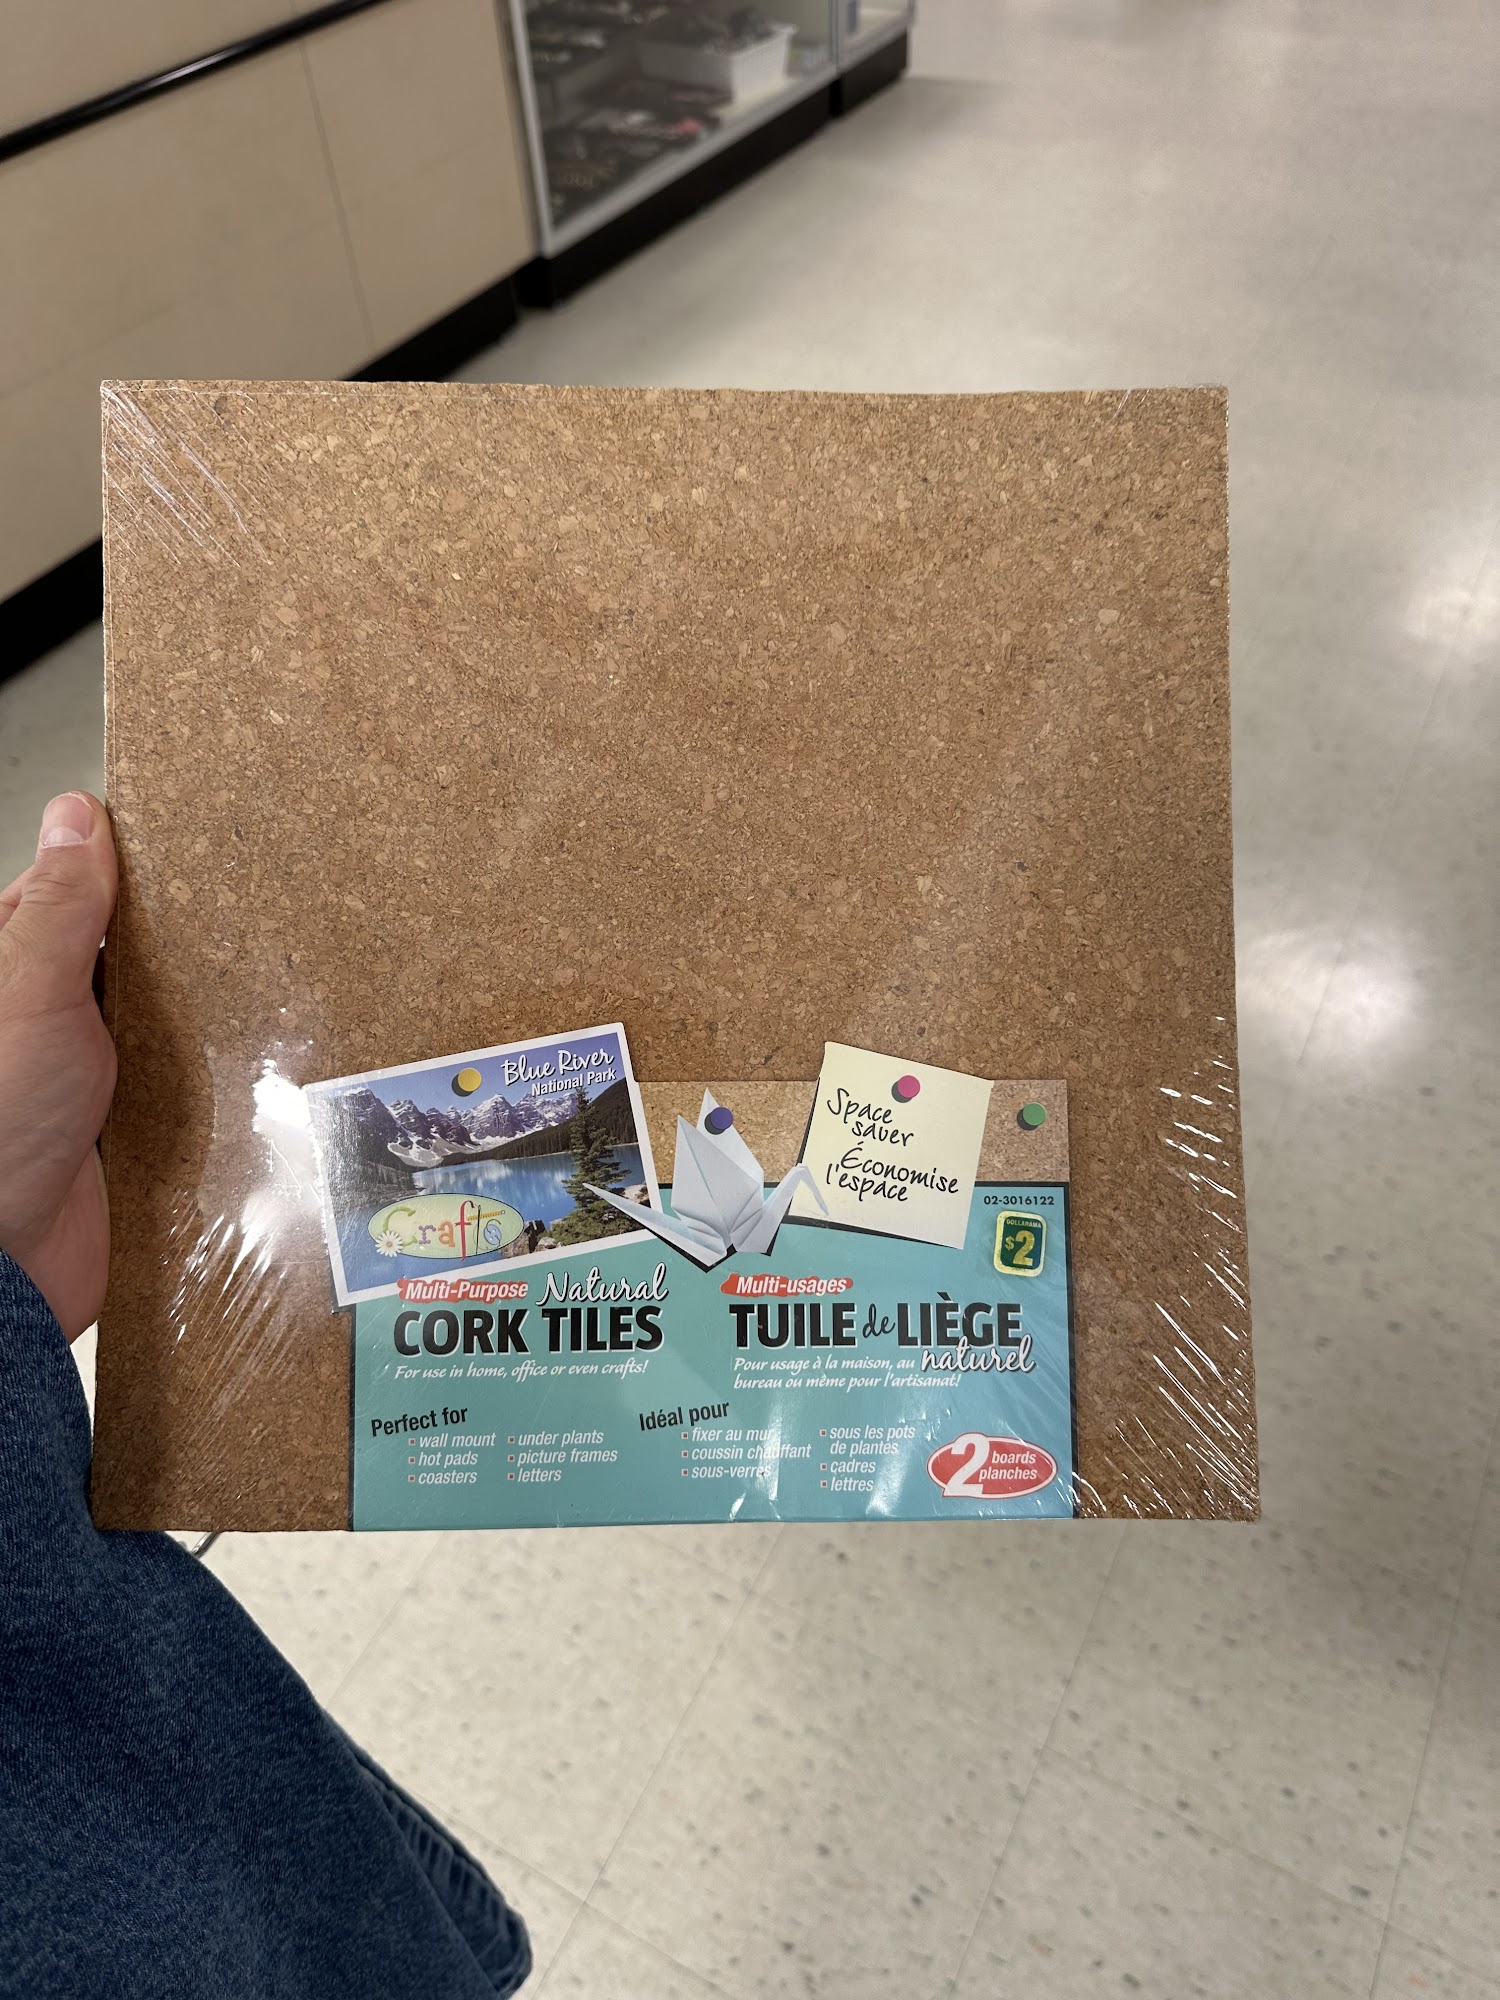 Blue River
National Park
Space
saver
Économise
l'espace
02-3016122
DOLLARAMA
$2
Crafts
Multi-Purpose Natural
CORK TILES
For use in home, office or even crafts!
Perfect for
wall mount
hot pads
coasters
under plants
picture frames
letters
Multi-usages
TUILE de LIÈGE
naturel
Pour usage à la maison, au
bureau ou même pour l'artisanat!
Idéal pour
fixer au mur
coussin chauffant
sous-verres
sous les pots
de plantes
cadres
lettres
2 boards
planches